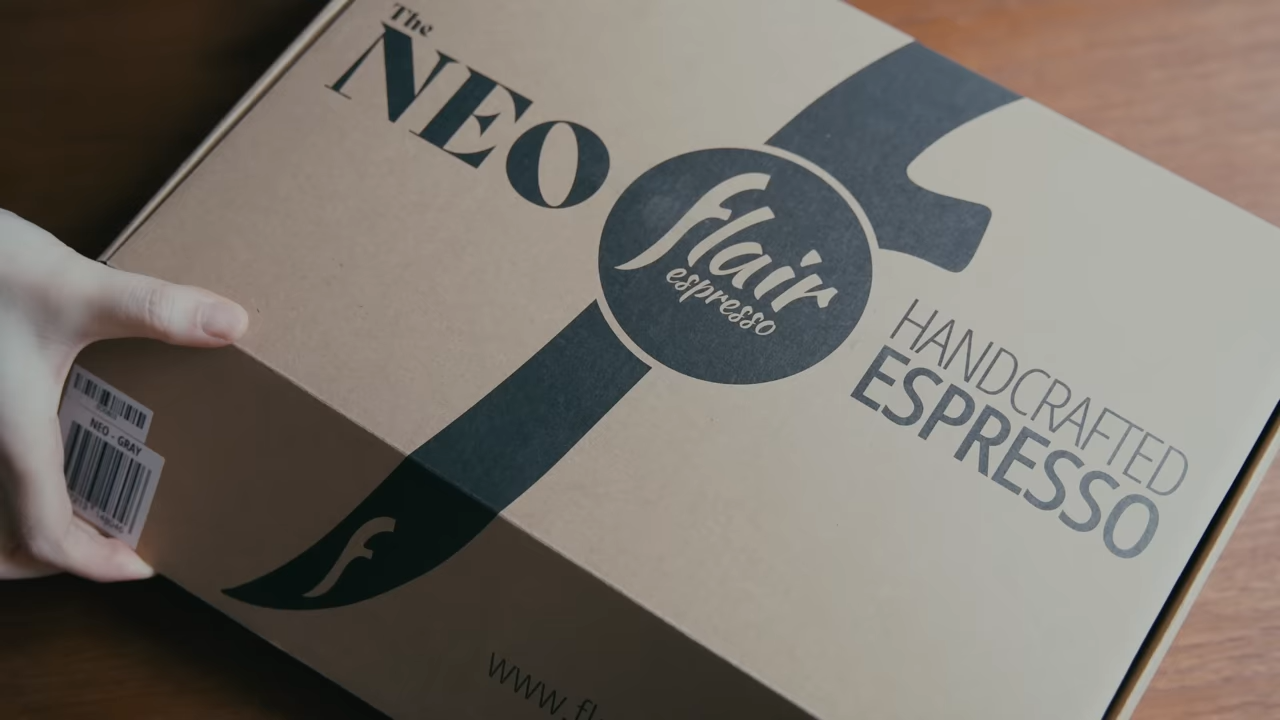 The
NEO
flair
espresso
HANDCRAFTED
ESPRESSO
NEO - GRAY
f
www.fl